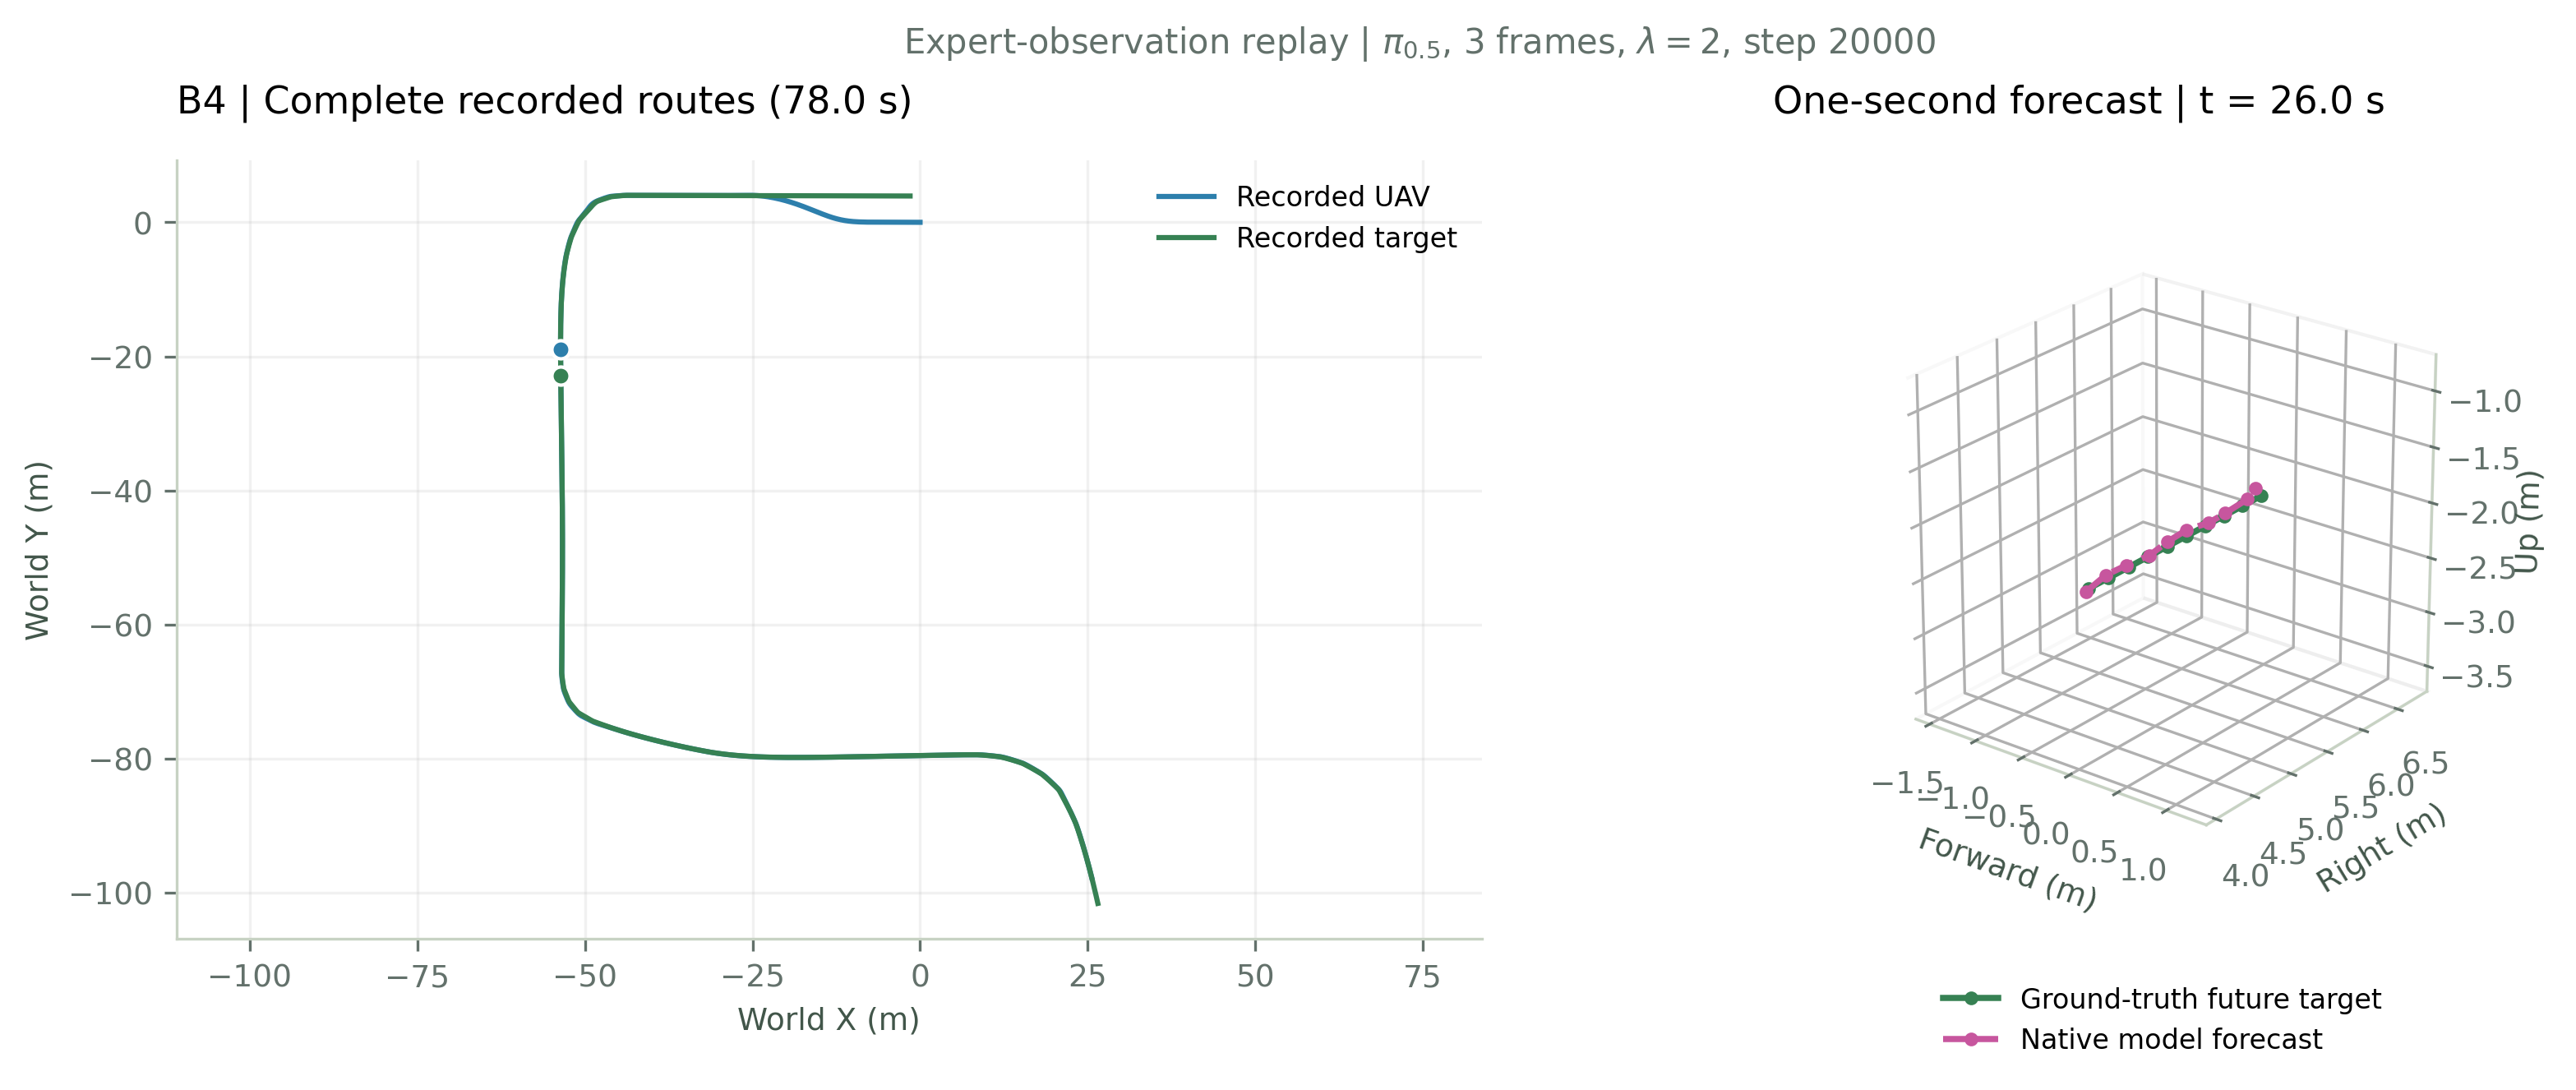 Expert-observation replay | π0.5, 3 frames, λ = 2, step 20000
B4 | Complete recorded routes (78.0 s)
Recorded UAV
Recorded target
0
−20
−40
−60
−80
−100
World Y (m)
−100 −75 −50 −25 0 25 50 75
World X (m)
One-second forecast | t = 26.0 s
−1.0
−1.5
−2.0
−2.5
−3.0
−3.5
Up (m)
−1.5 −1.0 −0.5 0.0 0.5 1.0
Forward (m)
4.0 4.5 5.0 5.5 6.0 6.5
Right (m)
Ground-truth future target
Native model forecast